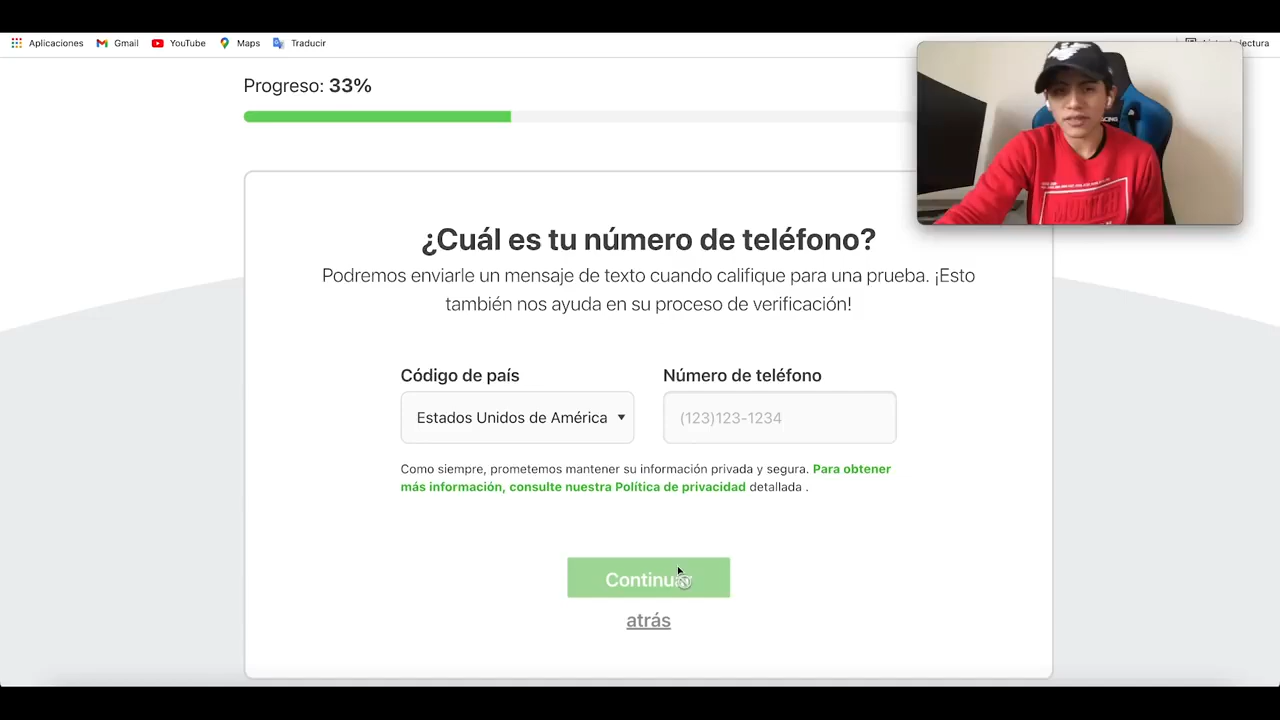 Aplicaciones Gmail YouTube Maps Traducir
Progreso: 33%
¿Cuál es tu número de teléfono?
Podremos enviarle un mensaje de texto cuando califique para una prueba. ¡Esto
también nos ayuda en su proceso de verificación!
Código de país Número de teléfono
Estados Unidos de América (123)123-1234
Como siempre, prometemos mantener su información privada y segura. Para obtener
más información, consulte nuestra Política de privacidad detallada .
Continuar
atrás